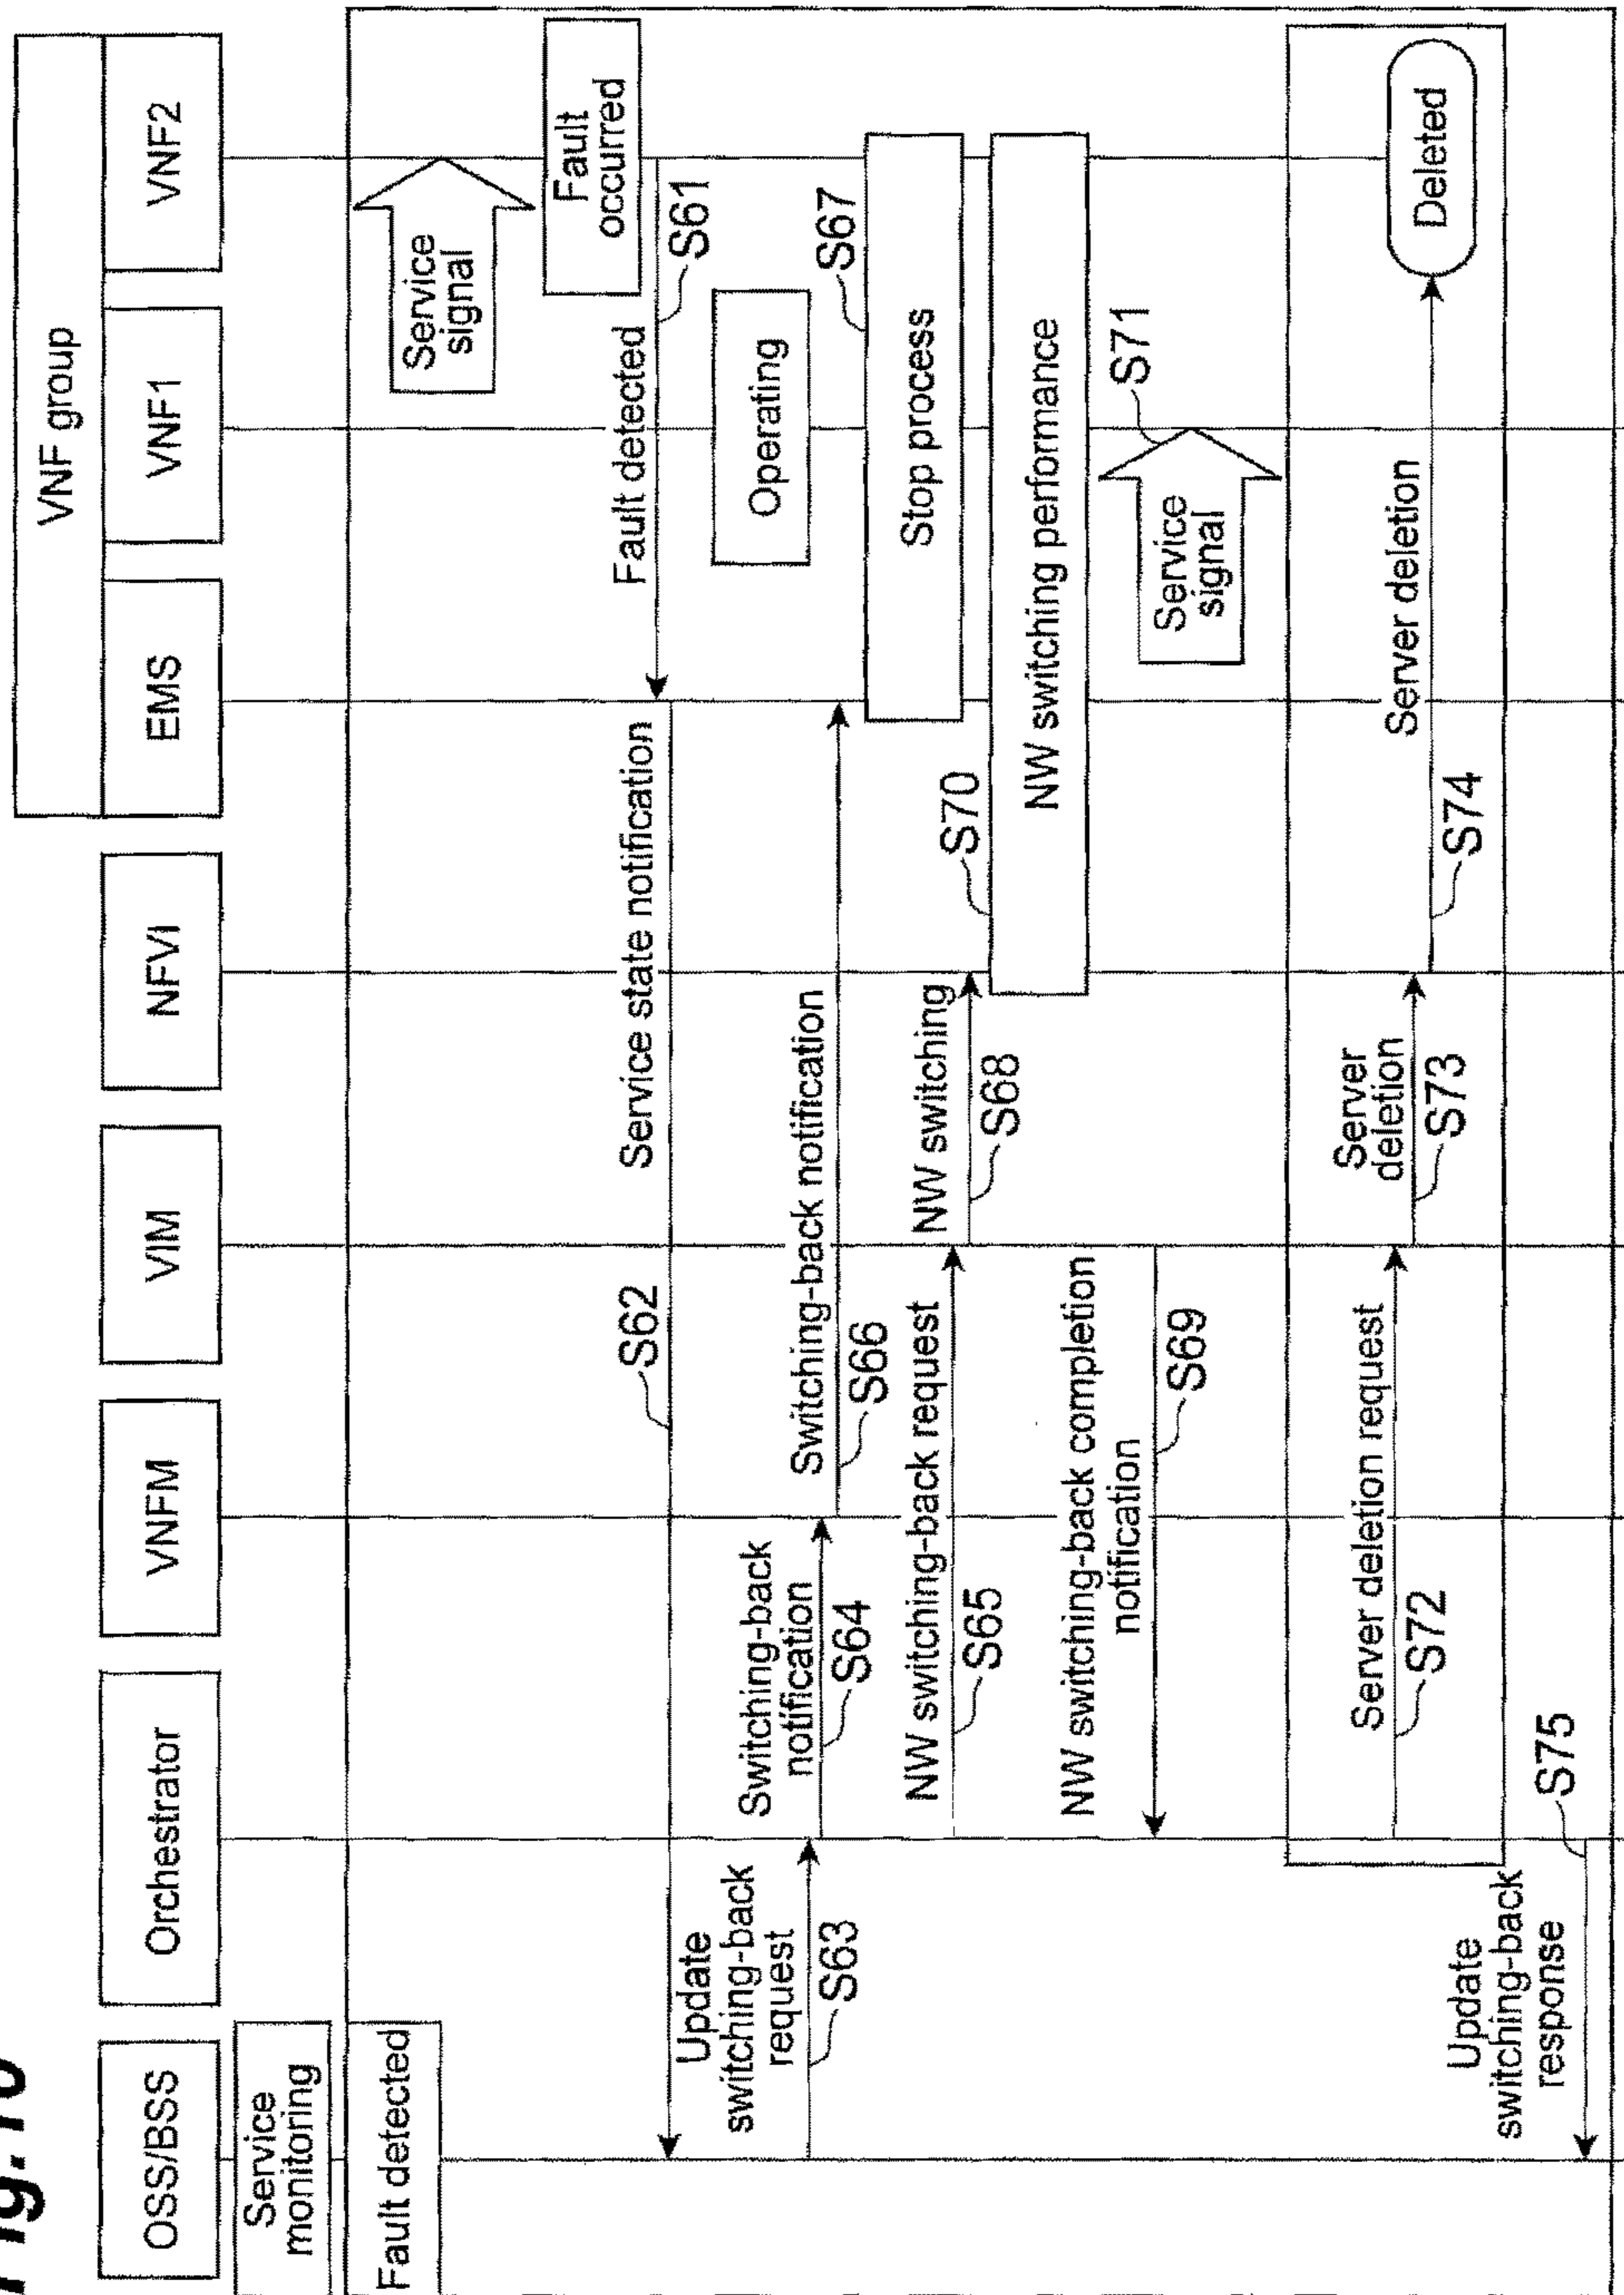 OSS/BSS
Orchestrator
VNFM
VIM
NFVI
VNF group
EMS
VNF1
VNF2
Service
monitoring
Fault detected
Service
signal
Fault
occurred
Fault detected
S61
Service state notification
S62
Operating
Update
switching-back
request
S63
Switching-back
notification
S64
Switching-back notification
S66
S67
Stop process
NW switching-back request
S65
NW switching
S68
S70
NW switching performance
NW switching-back completion
notification
S69
S71
Service
signal
Server deletion request
S72
Server
deletion
S73
Server deletion
S74
Deleted
Update
switching-back
response
S75